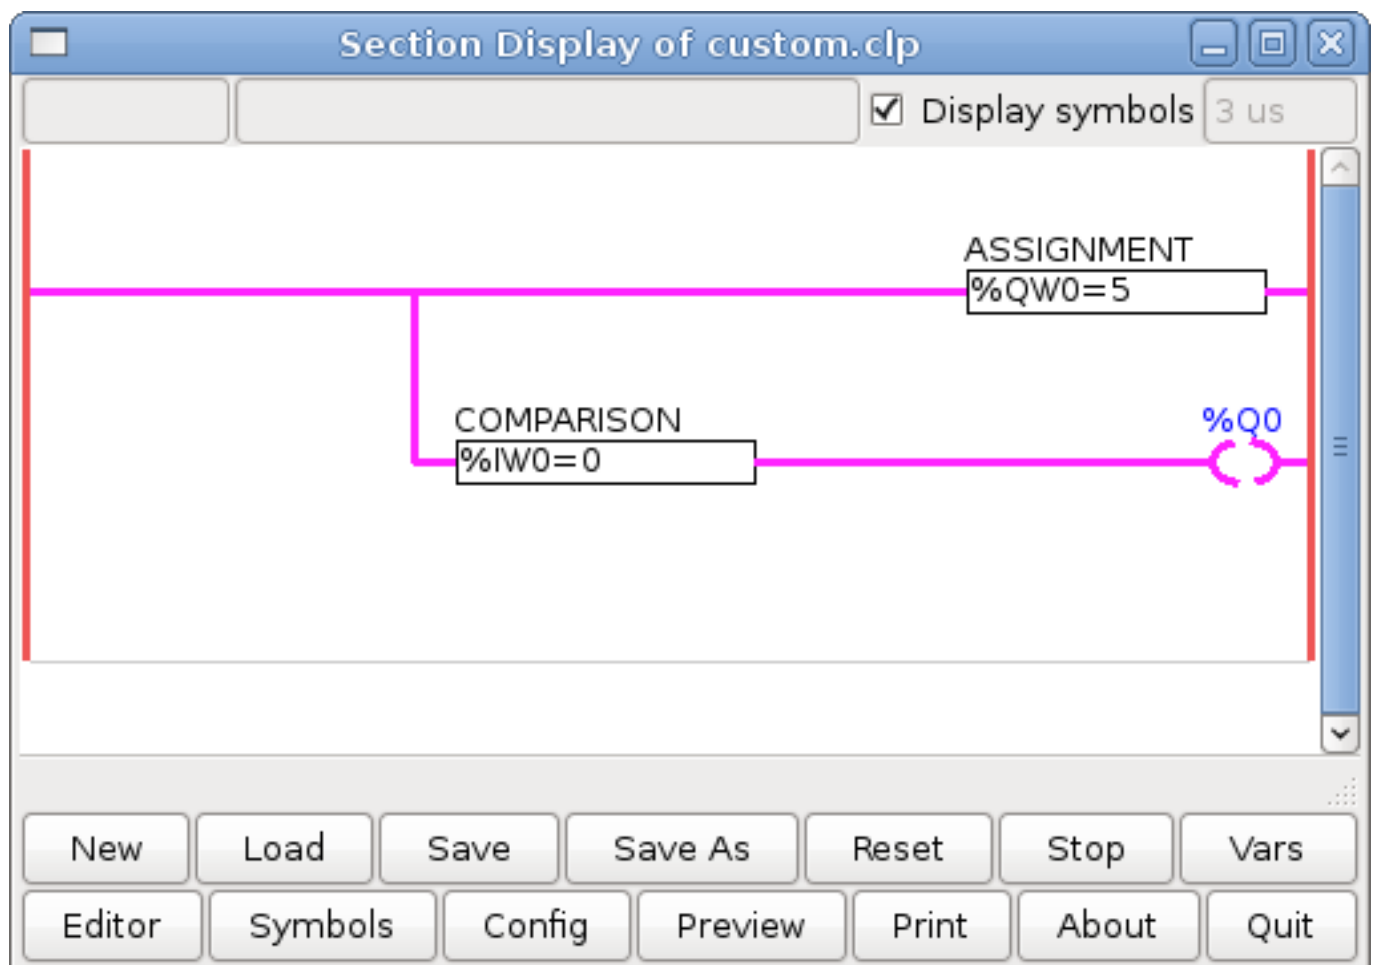 Section Display of custom.clp
Display symbols 3 us
ASSIGNMENT
%QW0=5
COMPARISON %Q0
%IW0=0
New Load Save Save As Reset Stop Vars
Editor Symbols Config Preview Print About Quit